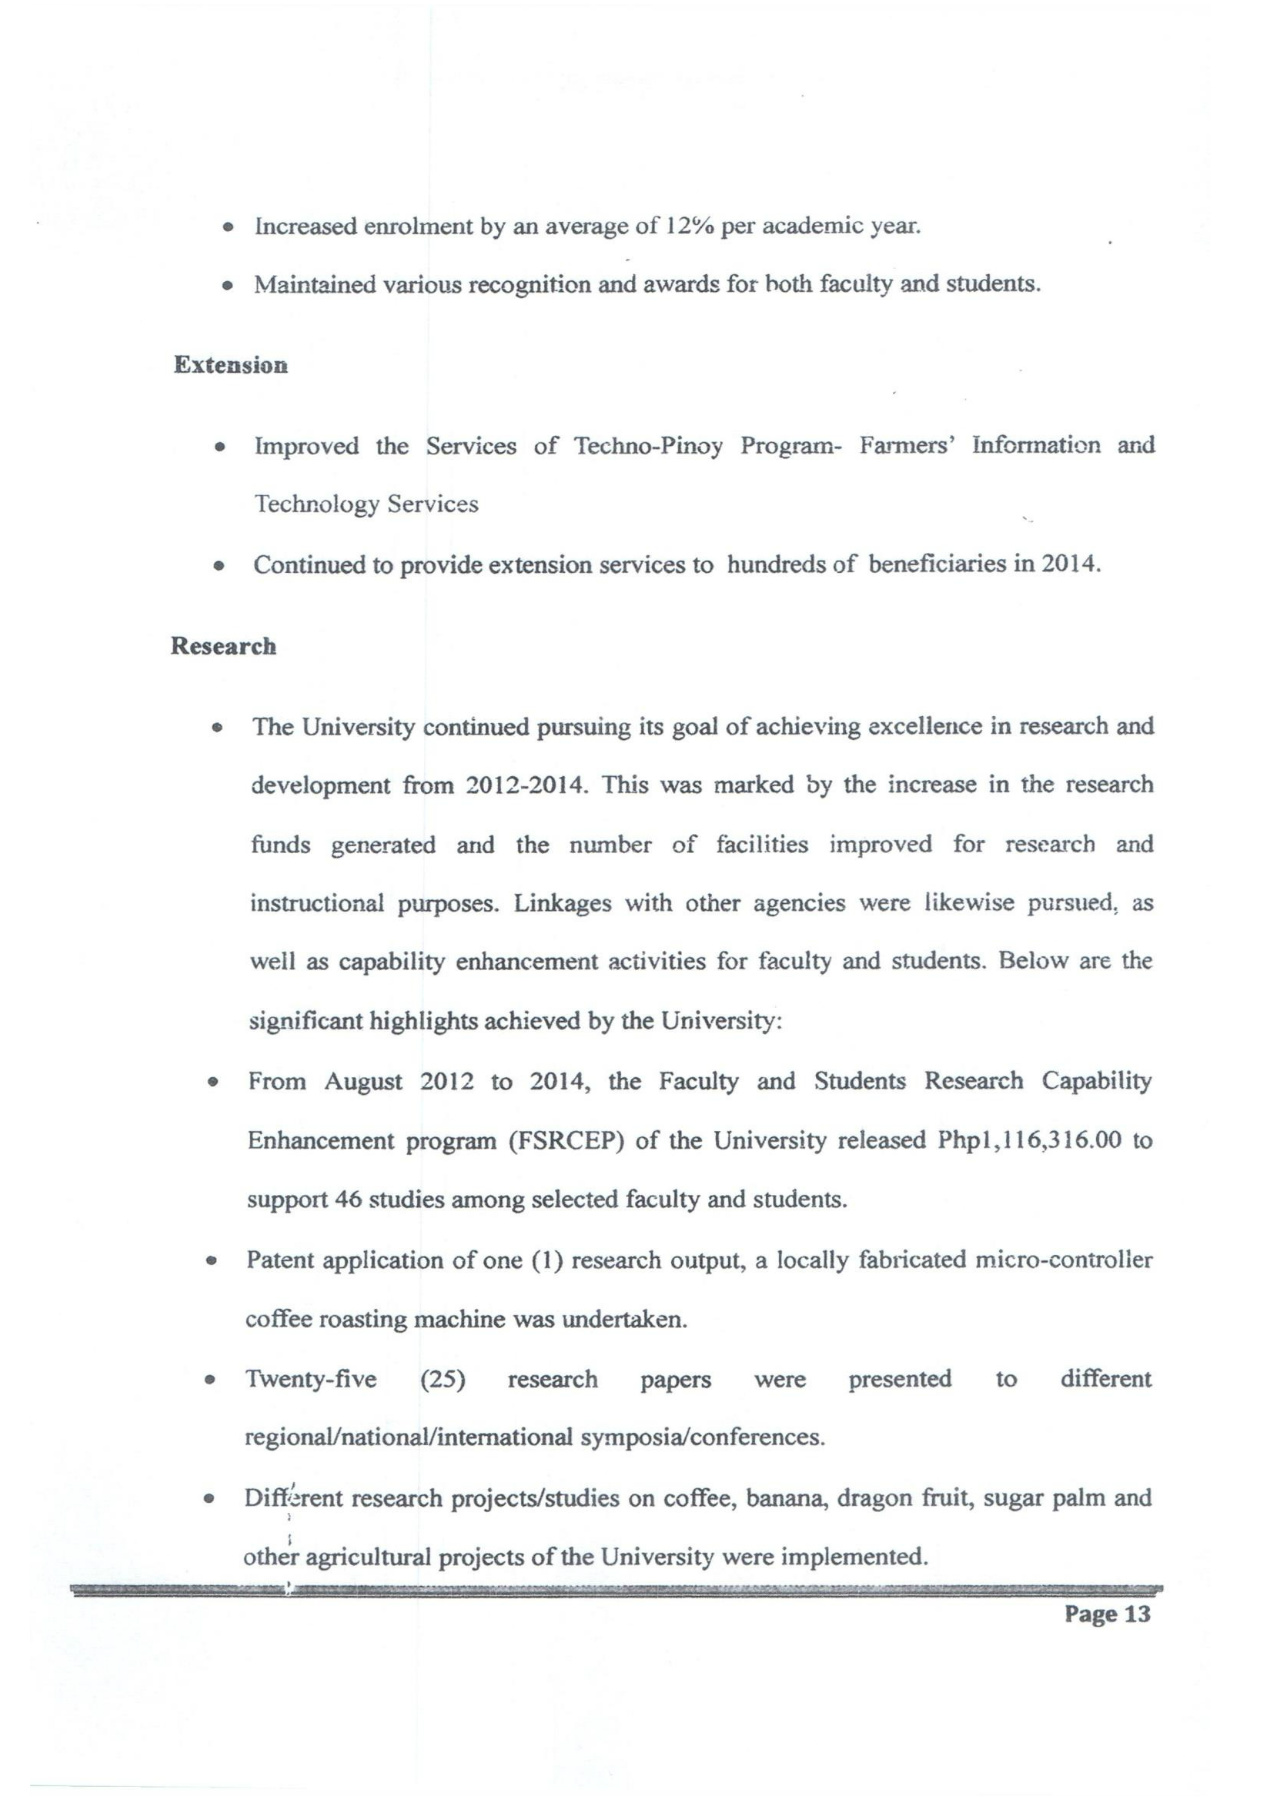 • Increased enrolment by an average of 12% per academic year.
• Maintained various recognition and awards for both faculty and students.
Extension
• Improved the Services of Techno-Pinoy Program- Farmers’ Information and
Technology Services
• Continued to provide extension services to hundreds of beneficiaries in 2014.
Research
• The University continued pursuing its goal of achieving excellence in research and
development from 2012-2014. This was marked by the increase in the research
funds generated and the number of facilities improved for research and
instructional purposes. Linkages with other agencies were likewise pursued, as
well as capability enhancement activities for faculty and students. Below are the
significant highlights achieved by the University:
• From August 2012 to 2014, the Faculty and Students Research Capability
Enhancement program (FSRCEP) of the University released Php1,116,316.00 to
support 46 studies among selected faculty and students.
• Patent application of one (1) research output, a locally fabricated micro-controller
coffee roasting machine was undertaken.
• Twenty-five (25) research papers were presented to different
regional/national/international symposia/conferences.
• Different research projects/studies on coffee, banana, dragon fruit, sugar palm and
other agricultural projects of the University were implemented.
Page 13